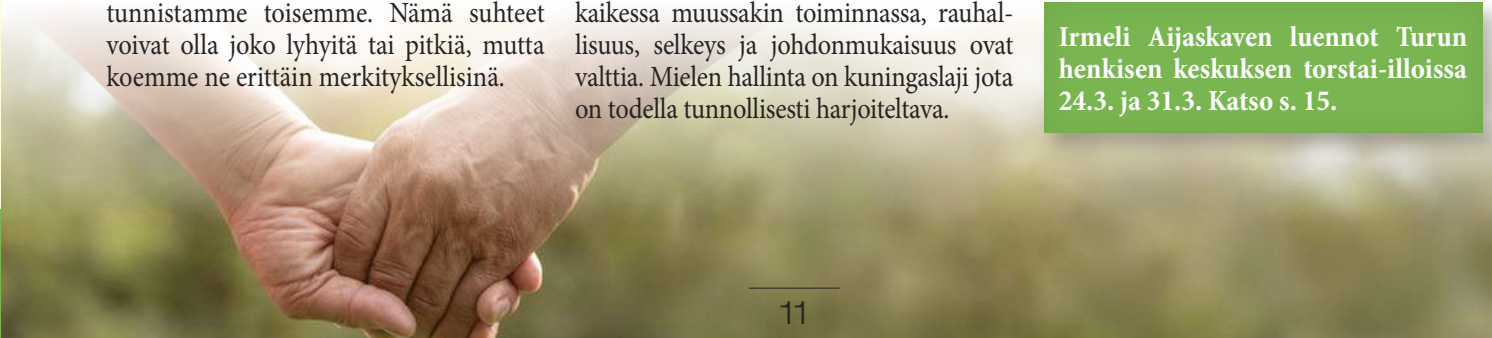 tunnistamme toisemme. Nämä suhteet
voivat olla joko lyhyitä tai pitkiä, mutta
koemme ne erittäin merkityksellisinä.
kaikessa muussakin toiminnassa, rauhal-
lisuus, selkeys ja johdonmukaisuus ovat
valttia. Mielen hallinta on kuningaslaji jota
on todella tunnollisesti harjoiteltava.
Irmeli Aijaskaven luennot Turun
henkisen keskuksen torstai-illoissa
24.3. ja 31.3. Katso s. 15.
11